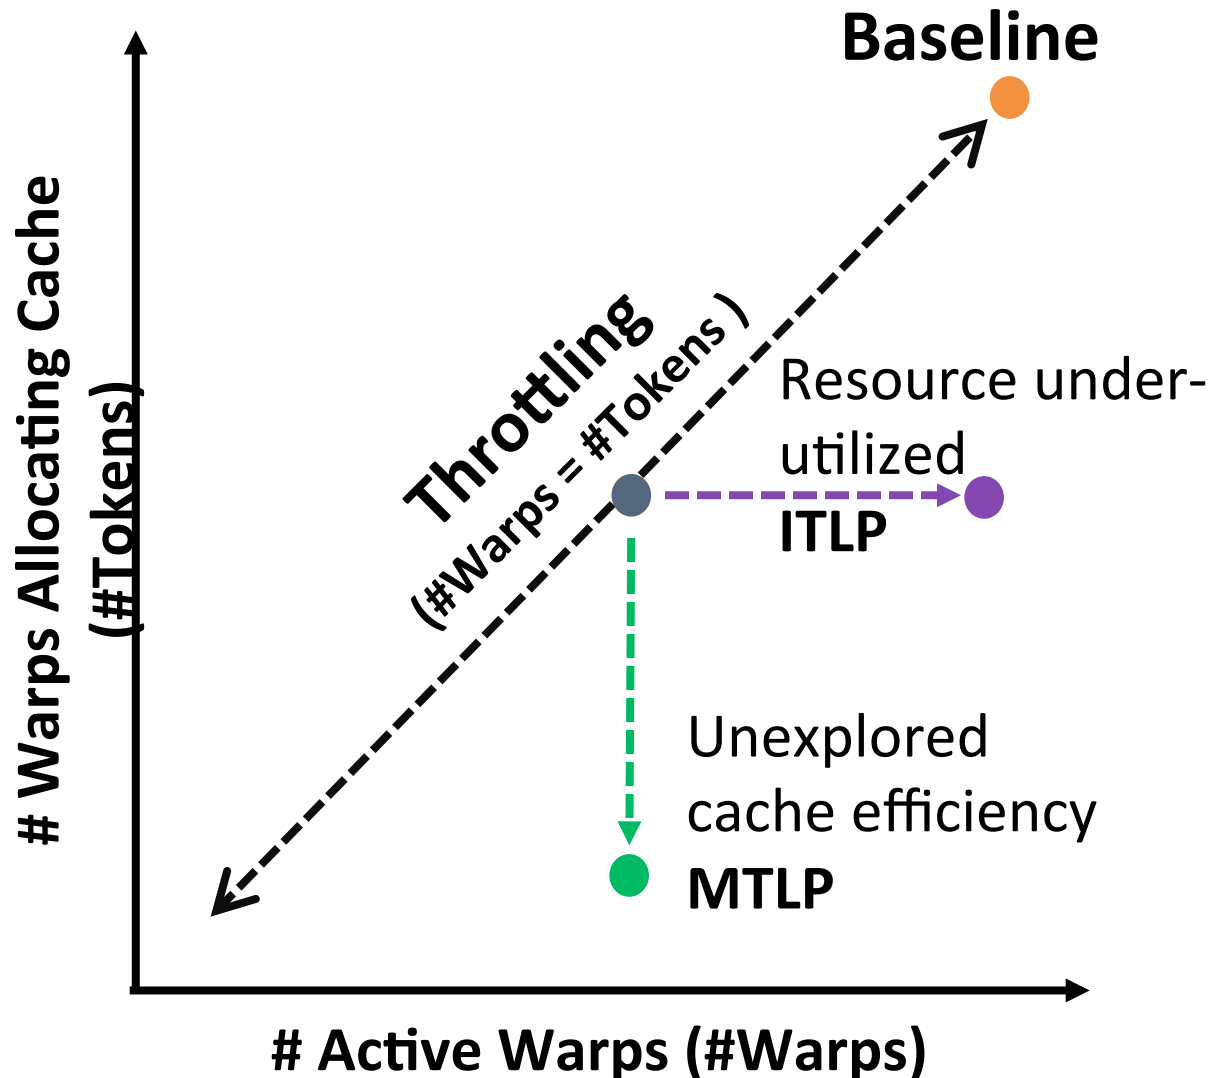 Baseline
# Warps Allocating Cache
(#Tokens)
Throttling
(#Warps = #Tokens )
Resource under-
utilized
ITLP
Unexplored
cache efficiency
MTLP
# Active Warps (#Warps)